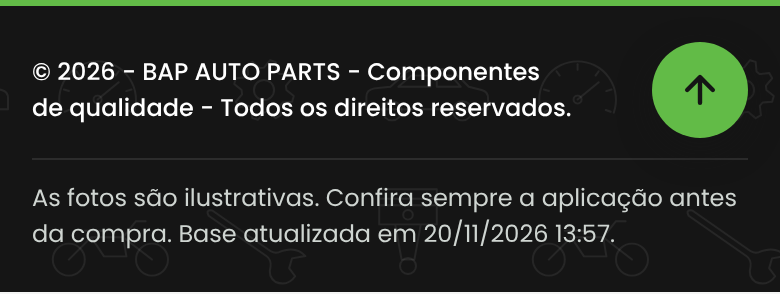 © 2026 - BAP AUTO PARTS - Componentes
de qualidade - Todos os direitos reservados.
As fotos são ilustrativas. Confira sempre a aplicação antes
da compra. Base atualizada em 20/11/2026 13:57.